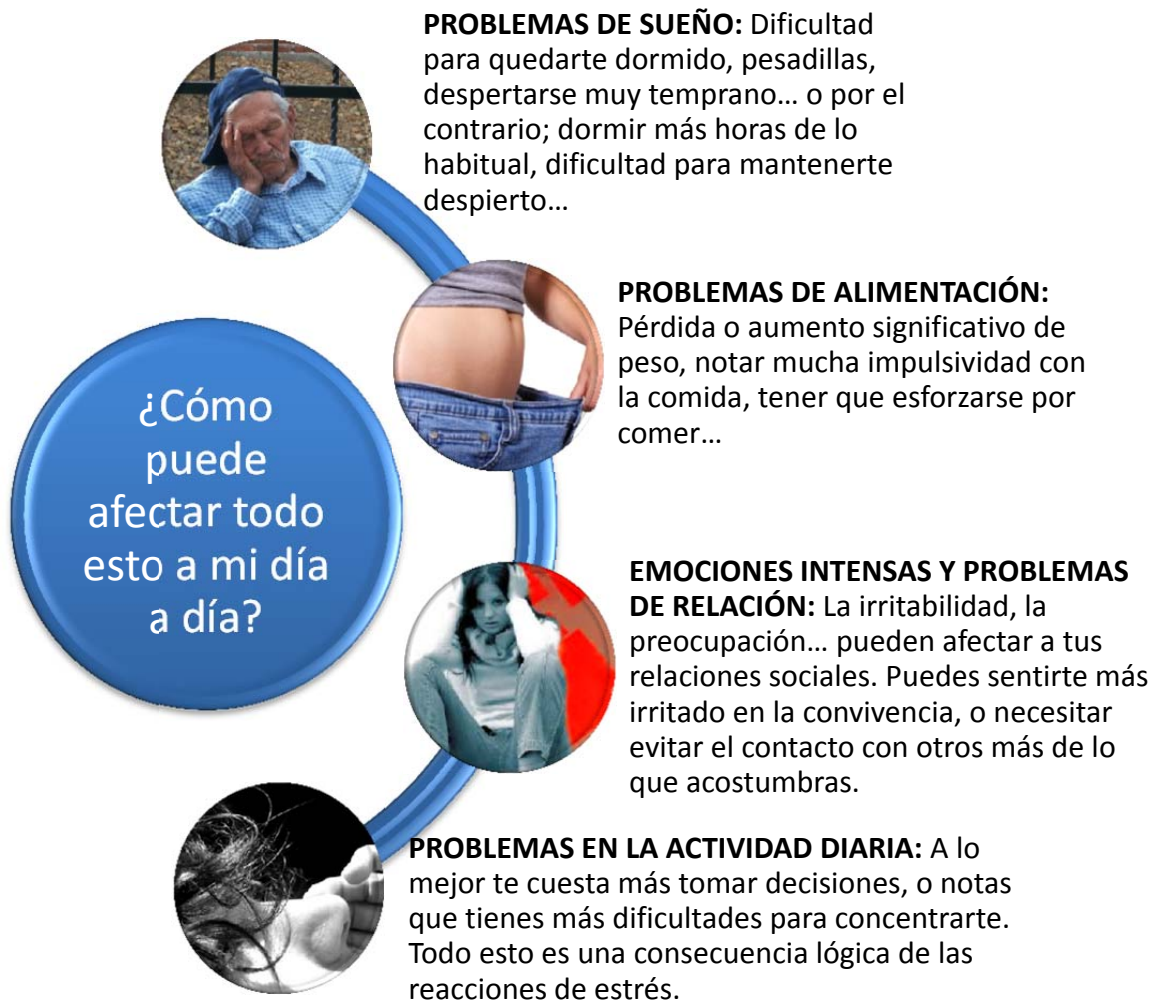 PROBLEMAS DE SUEÑO: Dificultad
para quedarte dormido, pesadillas,
despertarse muy temprano… o por el
contrario; dormir más horas de lo
habitual, dificultad para mantenerte
despierto…
PROBLEMAS DE ALIMENTACIÓN:
Pérdida o aumento significativo de
peso, notar mucha impulsividad con
la comida, tener que esforzarse por
comer…
¿Cómo
puede
afectar todo
esto a mi día
a día?
EMOCIONES INTENSAS Y PROBLEMAS
DE RELACIÓN: La irritabilidad, la
preocupación… pueden afectar a tus
relaciones sociales. Puedes sentirte más
irritado en la convivencia, o necesitar
evitar el contacto con otros más de lo
que acostumbras.
PROBLEMAS EN LA ACTIVIDAD DIARIA: A lo
mejor te cuesta más tomar decisiones, o notas
que tienes más dificultades para concentrarte.
Todo esto es una consecuencia lógica de las
reacciones de estrés.